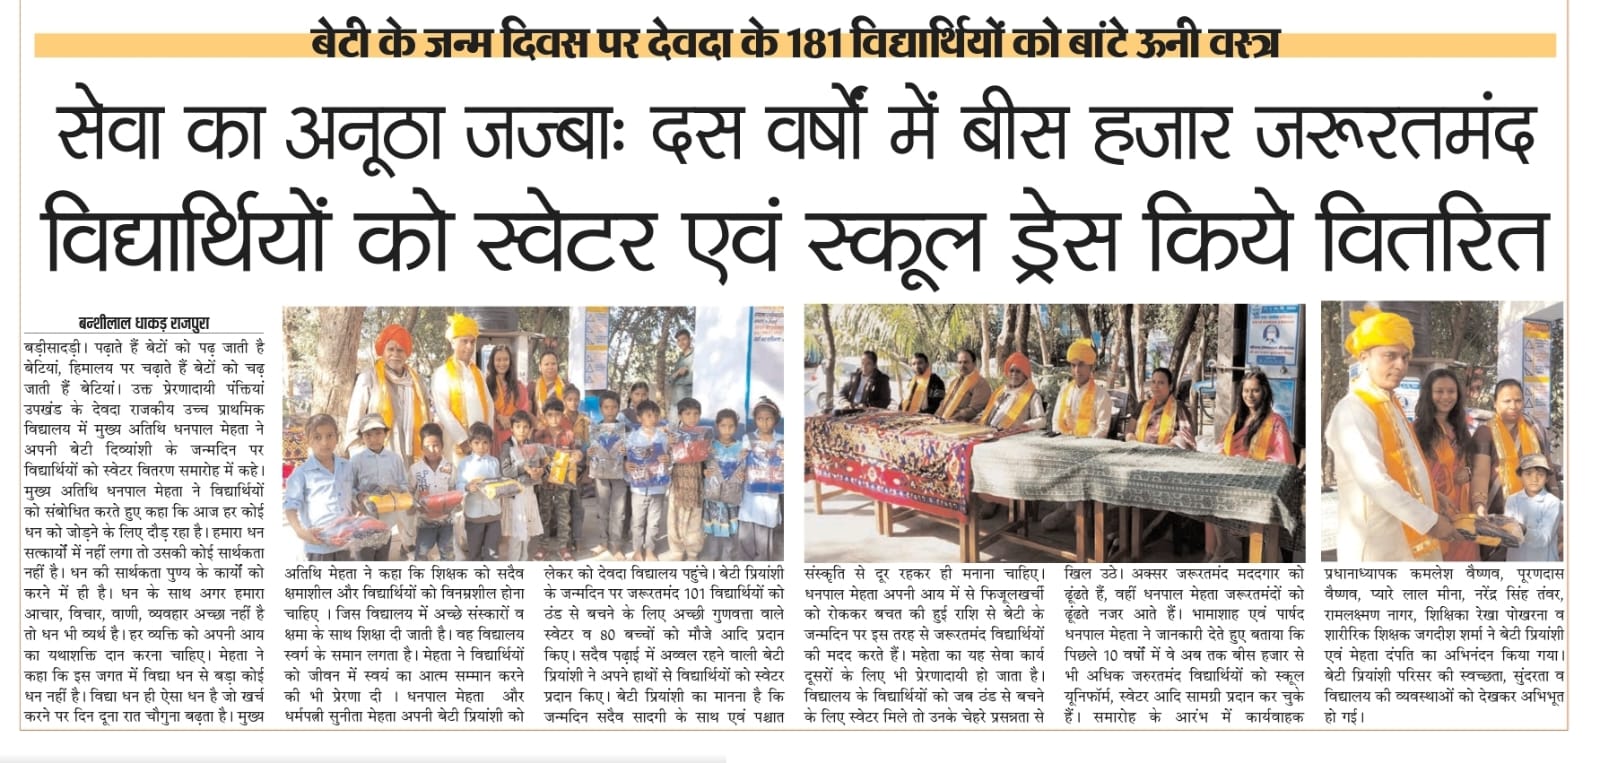 बेटी के जन्म दिवस पर देवदा के 181 विद्यार्थियों को बांटे ऊनी वस्त्र
सेवा का अनूठा जज्बाः दस वर्षों में बीस हजार जरूरतमंद
विद्यार्थियों को स्वेटर एवं स्कूल ड्रेस किये वितरित
बन्शीलाल धाकड़ राजपुरा
बड़ीसादड़ी। पढ़ाते हैं बेटों को पढ़ जाती है
बेटियां, हिमालय पर चढ़ाते हैं बेटों को चढ़
जाती हैं बेटियां। उक्त प्रेरणादायी पंक्तियां
उपखंड के देवदा राजकीय उच्च प्राथमिक
विद्यालय में मुख्य अतिथि धनपाल मेहता ने
अपनी बेटी दिव्यांशी के जन्मदिन पर
विद्यार्थियों को स्वेटर वितरण समारोह में कहे।
मुख्य अतिथि धनपाल मेहता ने विद्यार्थियों
को संबोधित करते हुए कहा कि आज हर कोई
धन को जोड़ने के लिए दौड़ रहा है। हमारा धन
सत्कार्यों में नहीं लगा तो उसकी कोई सार्थकता
नहीं है। धन की सार्थकता पुण्य के कार्यों को
करने में ही है। धन के साथ अगर हमारा
आचार, विचार, वाणी, व्यवहार अच्छा नहीं है
तो धन भी व्यर्थ है। हर व्यक्ति को अपनी आय
का यथाशक्ति दान करना चाहिए। मेहता ने
कहा कि इस जगत में विद्या धन से बड़ा कोई
धन नहीं है। विद्या धन ही ऐसा धन है जो खर्च
करने पर दिन दूना रात चौगुना बढ़ता है। मुख्य
अतिथि मेहता ने कहा कि शिक्षक को सदैव
क्षमाशील और विद्यार्थियों को विनम्रशील होना
चाहिए । जिस विद्यालय में अच्छे संस्कारों व
क्षमा के साथ शिक्षा दी जाती है। वह विद्यालय
स्वर्ग के समान लगता है। मेहता ने विद्यार्थियों
को जीवन में स्वयं का आत्म सम्मान करने
की भी प्रेरणा दी । धनपाल मेहता और
धर्मपत्नी सुनीता मेहता अपनी बेटी प्रियांशी को
लेकर को देवदा विद्यालय पहुंचे। बेटी प्रियांशी
के जन्मदिन पर जरूरतमंद 101 विद्यार्थियों को
ठंड से बचने के लिए अच्छी गुणवत्ता वाले
स्वेटर व 80 बच्चों को मौजे आदि प्रदान
किए। सदैव पढ़ाई में अव्वल रहने वाली बेटी
प्रियांशी ने अपने हाथों से विद्यार्थियों को स्वेटर
प्रदान किए। बेटी प्रियांशी का मानना है कि
जन्मदिन सदैव सादगी के साथ एवं पश्चात
संस्कृति से दूर रहकर ही मनाना चाहिए।
धनपाल मेहता अपनी आय में से फिजूलखर्ची
को रोककर बचत की हुई राशि से बेटी के
जन्मदिन पर इस तरह से जरूरतमंद विद्यार्थियों
की मदद करते हैं। महेता का यह सेवा कार्य
दूसरों के लिए भी प्रेरणादायी हो जाता है।
विद्यालय के विद्यार्थियों को जब ठंड से बचने
के लिए स्वेटर मिले तो उनके चेहरे प्रसन्नता से
खिल उठे। अक्सर जरूरतमंद मददगार को
ढूंढते हैं, वहीं धनपाल मेहता जरूरतमंदों को
ढूंढते नजर आते हैं। भामाशाह एवं पार्षद
धनपाल मेहता ने जानकारी देते हुए बताया कि
पिछले 10 वर्षों में वे अब तक बीस हजार से
भी अधिक जरुरतमंद विद्यार्थियों को स्कूल
यूनिफॉर्म, स्वेटर आदि सामग्री प्रदान कर चुके
हैं। समारोह के आरंभ में कार्यवाहक
प्रधानाध्यापक कमलेश वैष्णव, पूरणदास
वैष्णव, प्यारे लाल मीना, नरेंद्र सिंह तंवर,
रामलक्ष्मण नागर, शिक्षिका रेखा पोखरना व
शारीरिक शिक्षक जगदीश शर्मा ने बेटी प्रियांशी
एवं मेहता दंपति का अभिनंदन किया गया।
बेटी प्रियांशी परिसर की स्वच्छता, सुंदरता व
विद्यालय की व्यवस्थाओं को देखकर अभिभूत
हो गई।